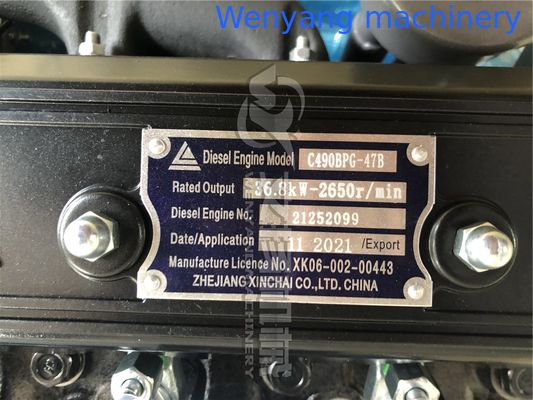 Wenyang machinery
Diesel Engine Model C490BPG-47B
Rated Output 36.8kW-2650r/min
Diesel Engine No. 21252099
Date/Application 11 2021 /Export
Manufacture Licence No. XK06-002-00443
ZHEJIANG XINCHAI CO., LTD. CHINA